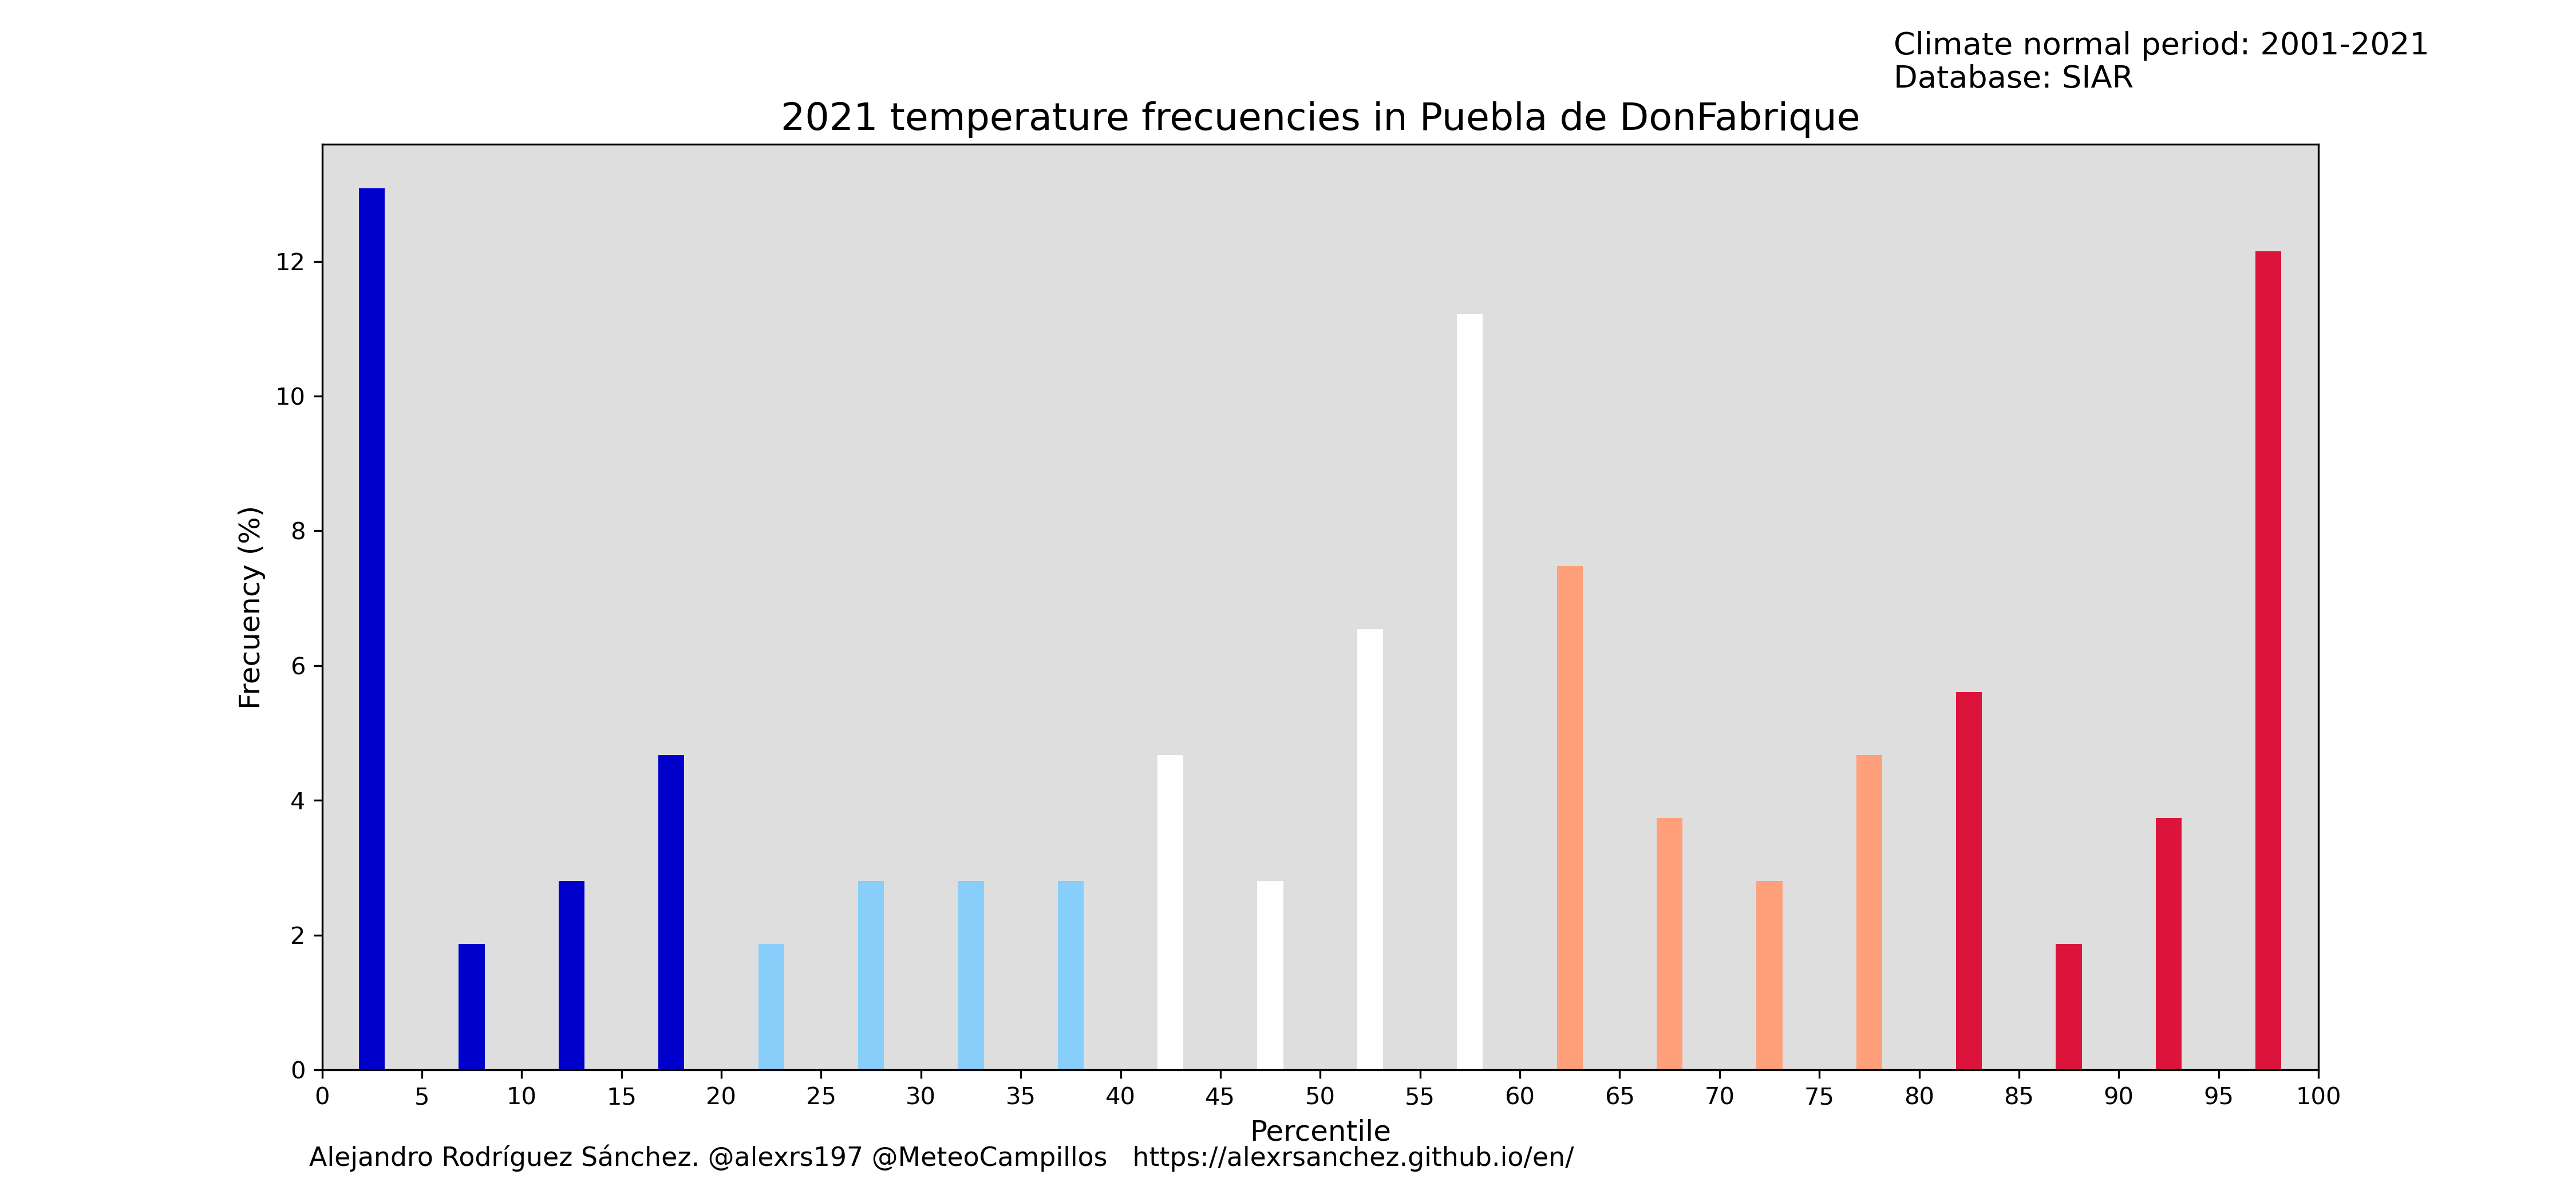 Climate normal period: 2001-2021
Database: SIAR
2021 temperature frecuencies in Puebla de DonFabrique
12
10
8
6
4
2
0
Frecuency (%)
0 5 10 15 20 25 30 35 40 45 50 55 60 65 70 75 80 85 90 95 100
Percentile
Alejandro Rodríguez Sánchez. @alexrs197 @MeteoCampillos https://alexrsanchez.github.io/en/